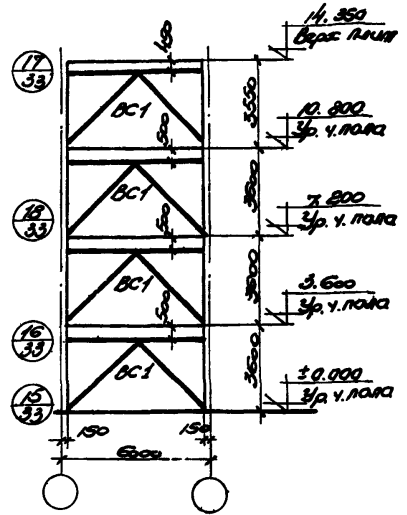 14.350
Верх плит
17
33
450
ВС1
3550
10.800
Ур. ч. пола
500
3600
18
33
7.800
Ур. ч. пола
ВС1
500
3600
3.600
Ур. ч. пола
ВС1
500
16
33
3600
ВС1
±0.000
Ур. ч. пола
15
33
150
150
6000